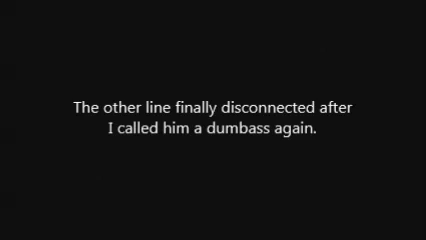 The other line finally disconnected after
I called him a dumbass again.